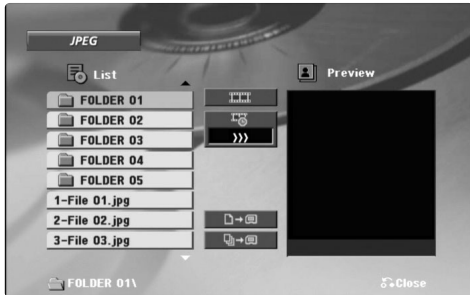 JPEG
List
Preview
FOLDER 01
FOLDER 02
FOLDER 03
FOLDER 04
FOLDER 05
1-File 01.jpg
2-File 02.jpg
3-File 03.jpg
>>>
FOLDER 01\
Close